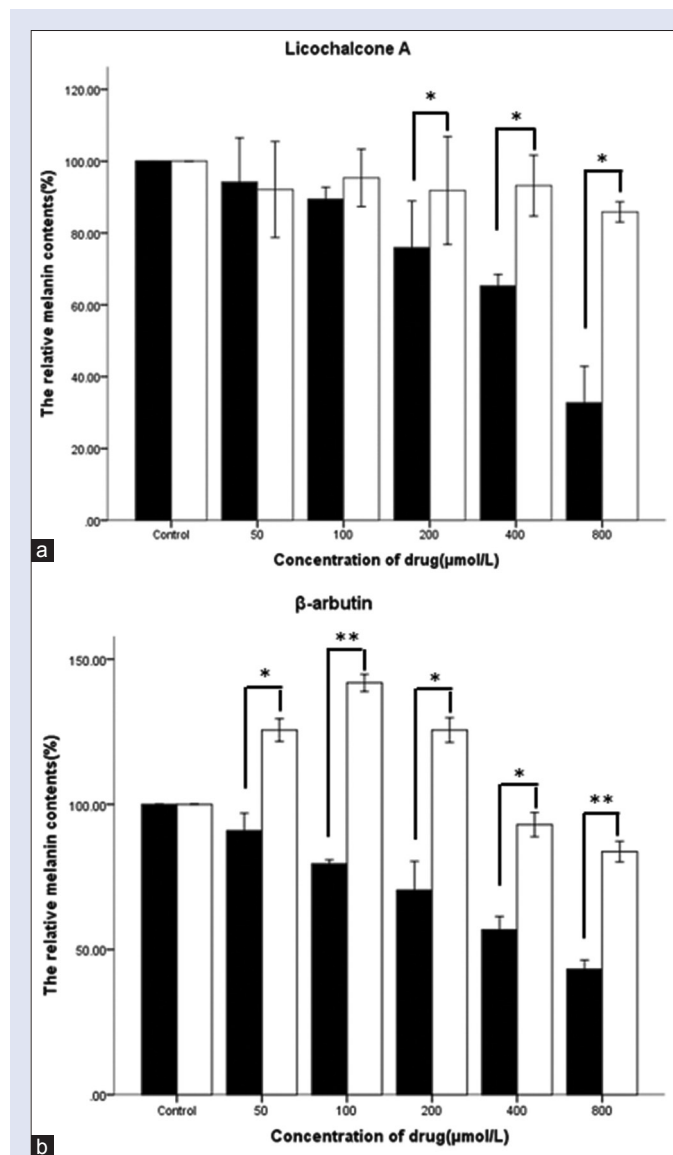 Licochalcone A
The relative melanin contents(%)
120.00
100.00
80.00
60.00
40.00
20.00
.00
*
*
*
Control 50 100 200 400 800
Concentration of drug(µmol/L)
a
β-arbutin
The relative melanin contents(%)
150.00
100.00
50.00
.00
*
**
*
*
**
Control 50 100 200 400 800
Concentration of drug(µmol/L)
b